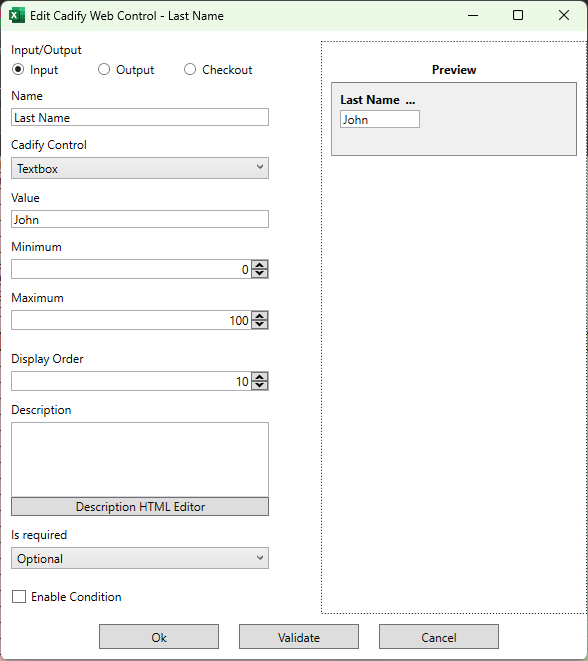 Edit Cadify Web Control - Last Name
Input/Output
Input Output Checkout
Name
Last Name
Cadify Control
Textbox
Value
John
Minimum
0
Maximum
100
Display Order
10
Description
Description HTML Editor
Is required
Optional
Enable Condition
Preview
Last Name ...
John
Ok Validate Cancel